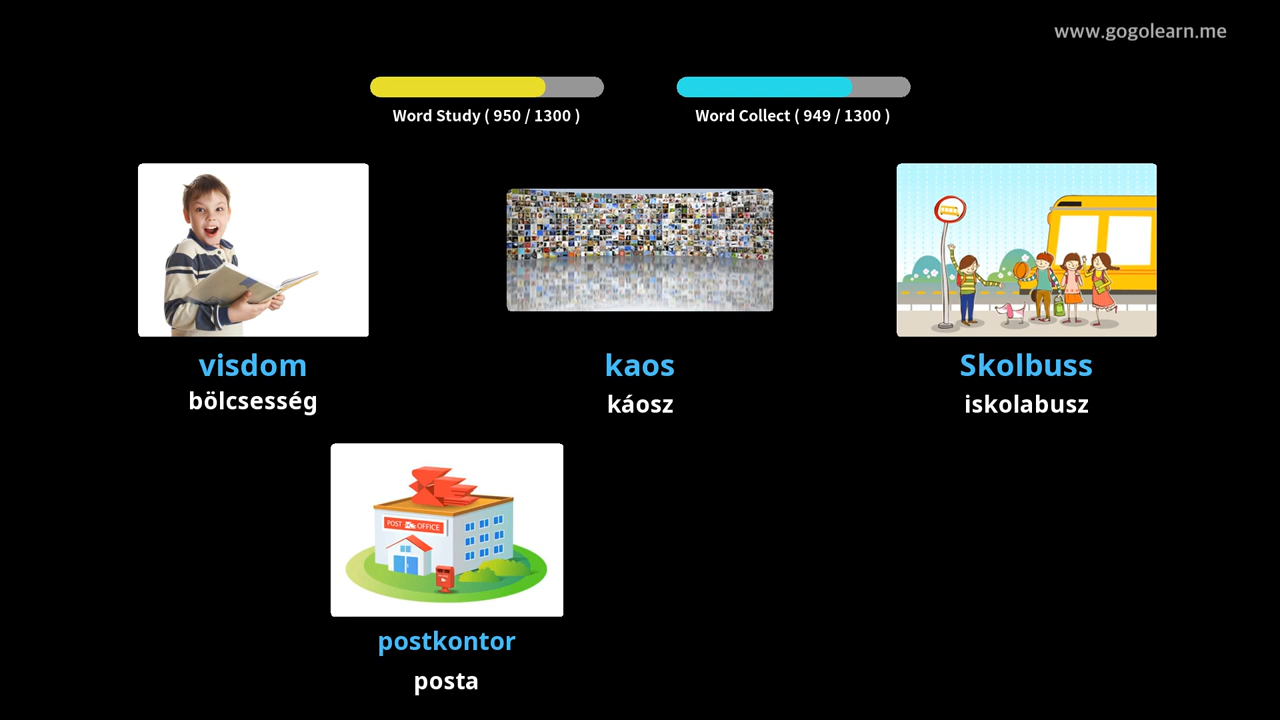 www.gogolearn.me
Word Study ( 950 / 1300 )
Word Collect ( 949 / 1300 )
visdom
bölcsesség
kaos
káosz
Skolbuss
iskolabusz
POST OFFICE
postkontor
posta